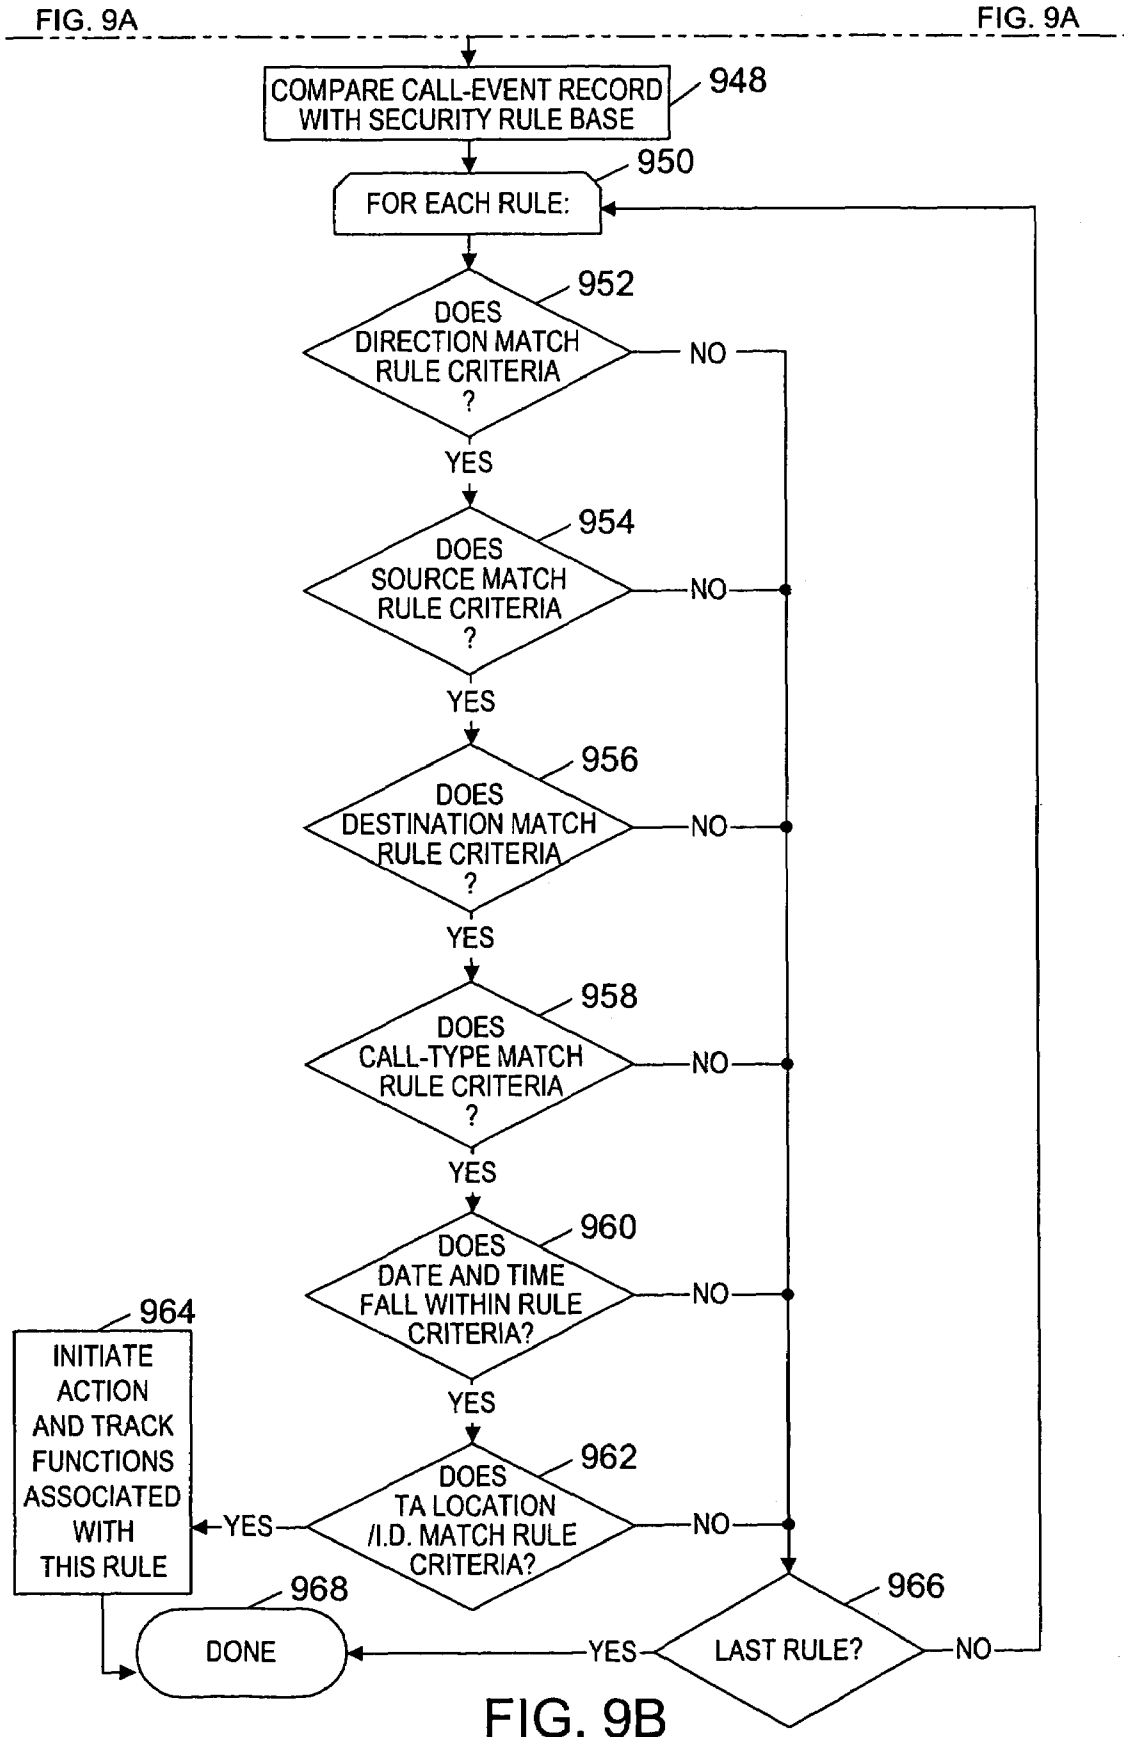 FIG. 9A
FIG. 9A
COMPARE CALL-EVENT RECORD
WITH SECURITY RULE BASE
948
950
FOR EACH RULE:
952
DOES
DIRECTION MATCH
RULE CRITERIA
?
NO
YES
954
DOES
SOURCE MATCH
RULE CRITERIA
?
NO
YES
956
DOES
DESTINATION MATCH
RULE CRITERIA
?
NO
YES
958
DOES
CALL-TYPE MATCH
RULE CRITERIA
?
NO
YES
960
DOES
DATE AND TIME
FALL WITHIN RULE
CRITERIA?
NO
YES
962
DOES
TA LOCATION
/I.D. MATCH RULE
CRITERIA?
NO
YES
964
INITIATE
ACTION
AND TRACK
FUNCTIONS
ASSOCIATED
WITH
THIS RULE
966
LAST RULE?
NO
YES
968
DONE
FIG. 9B